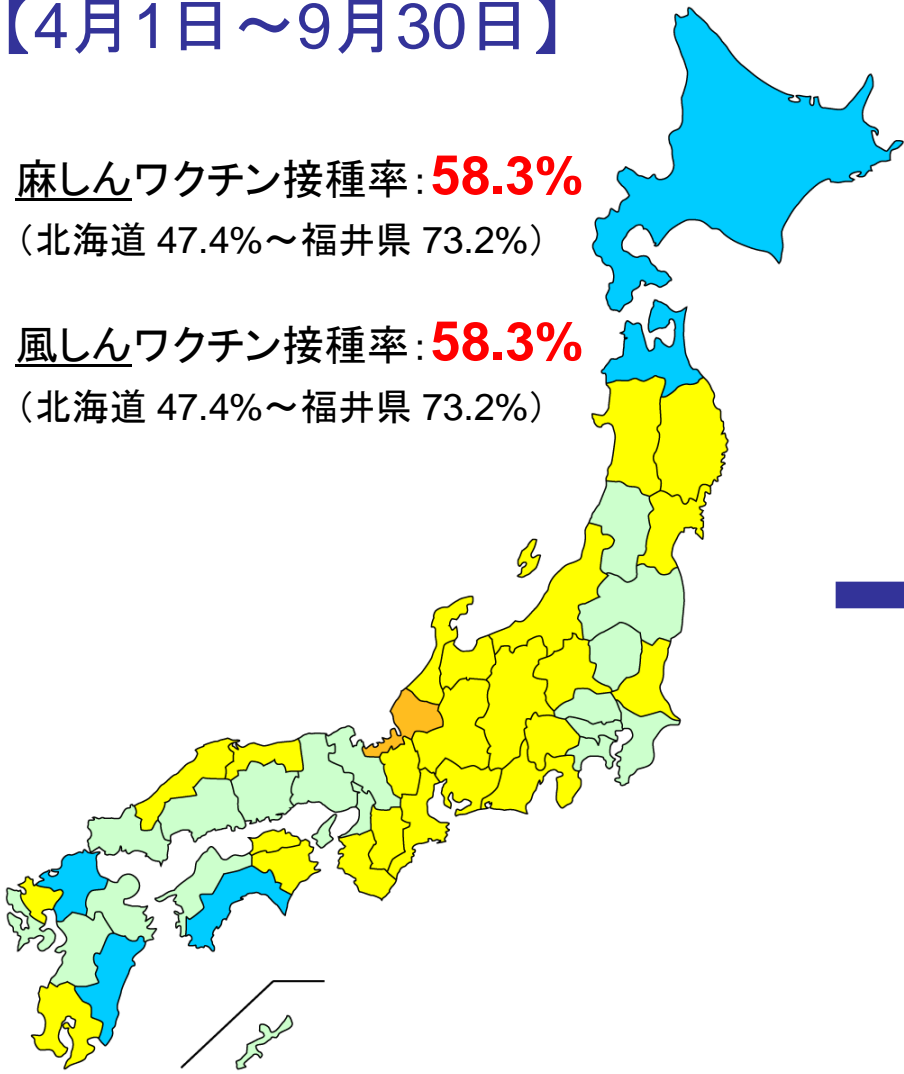 【4月1日～9月30日】
麻しんワクチン接種率：58.3%
（北海道 47.4%～福井県 73.2%）
風しんワクチン接種率：58.3%
（北海道 47.4%～福井県 73.2%）